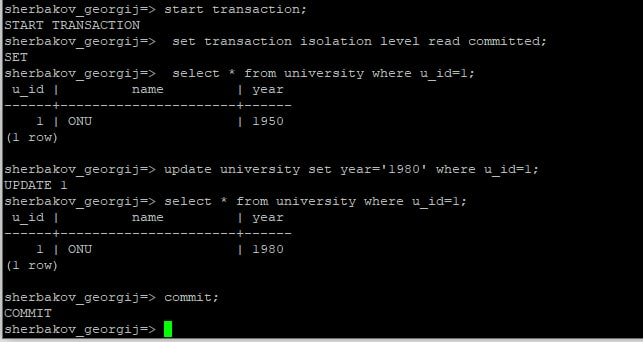 sherbakov_georgij=> start transaction;
START TRANSACTION
sherbakov_georgij=>  set transaction isolation level read committed;
SET
sherbakov_georgij=>  select * from university where u_id=1;
 u_id |         name         | year
------+----------------------+------
    1 | ONU                  | 1950
(1 row)

sherbakov_georgij=> update university set year='1980' where u_id=1;
UPDATE 1
sherbakov_georgij=> select * from university where u_id=1;
 u_id |         name         | year
------+----------------------+------
    1 | ONU                  | 1980
(1 row)

sherbakov_georgij=> commit;
COMMIT
sherbakov_georgij=>